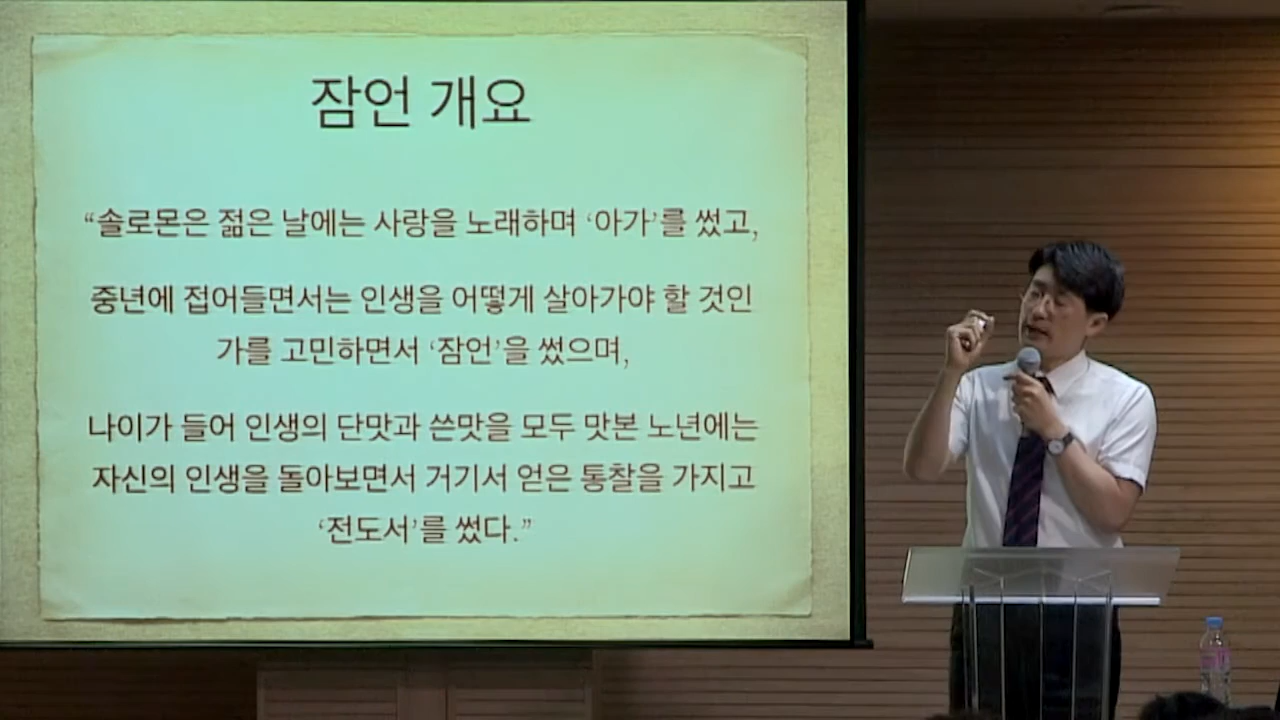 잠언 개요
“솔로몬은 젊은 날에는 사랑을 노래하며 ‘아가’를 썼고,
중년에 접어들면서는 인생을 어떻게 살아가야 할 것인
가를 고민하면서 ‘잠언’을 썼으며,
나이가 들어 인생의 단맛과 쓴맛을 모두 맛본 노년에는
자신의 인생을 돌아보면서 거기서 얻은 통찰을 가지고
‘전도서’를 썼다.”